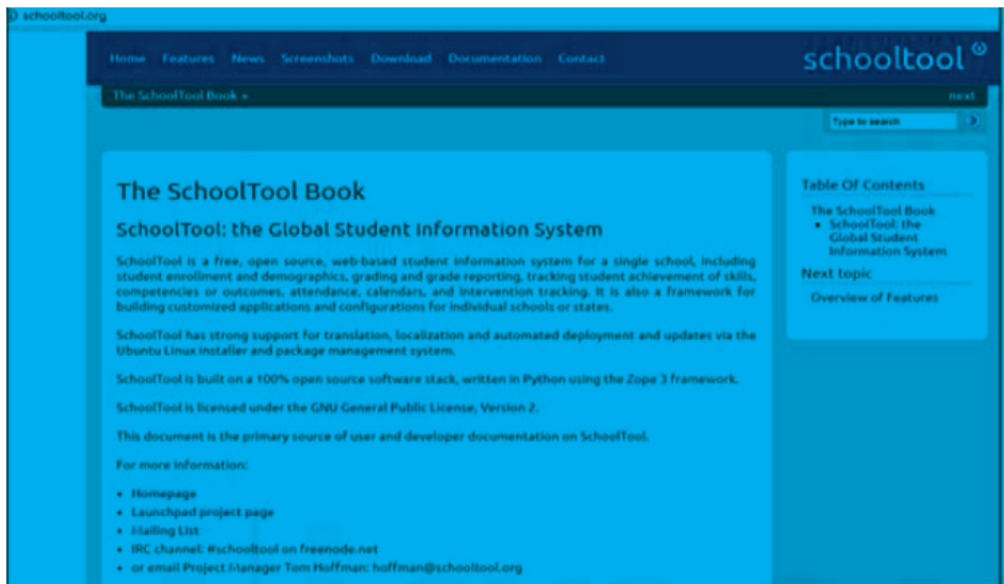 schooltool.org
Home Features News Screenshots Download Documentation Contact
schooltool
The SchoolTool Book »
next
Type to search
The SchoolTool Book
SchoolTool: the Global Student Information System
SchoolTool is a free, open source, web-based student information system for a single school, including
student enrollment and demographics, grading and grade reporting, tracking student achievement of skills,
competencies or outcomes, attendance, calendars, and intervention tracking. It is also a framework for
building customized applications and configurations for individual schools or states.
SchoolTool has strong support for translation, localization and automated deployment and updates via the
Ubuntu Linux installer and package management system.
SchoolTool is built on a 100% open source software stack, written in Python using the Zope 3 framework.
SchoolTool is licensed under the GNU General Public License, Version 2.
This document is the primary source of user and developer documentation on SchoolTool.
For more information:
• Homepage
• Launchpad project page
• Mailing List
• IRC channel: #schooltool on freenode.net
• or email Project Manager Tom Hoffman: hoffman@schooltool.org
Table Of Contents
The SchoolTool Book
• SchoolTool: the
Global Student
Information System
Next topic
Overview of Features